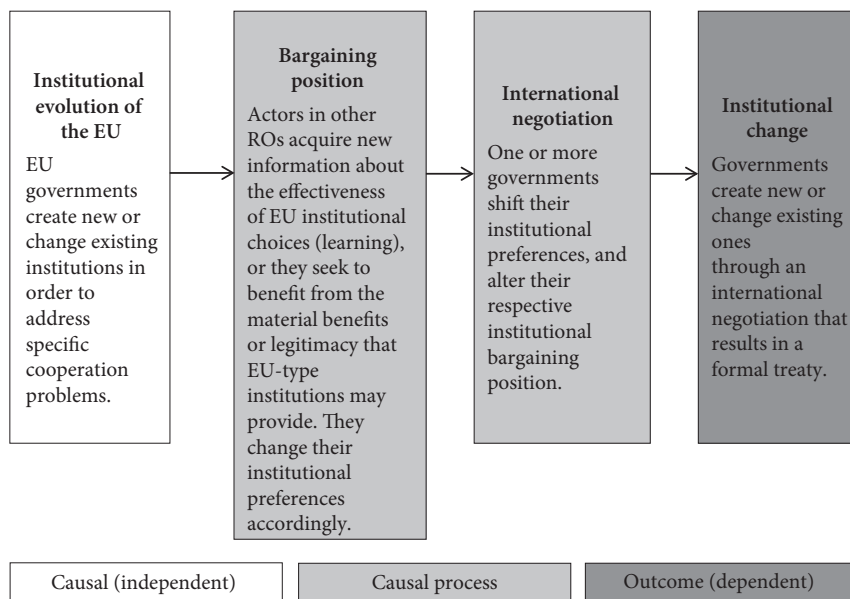 Institutional
evolution of
the EU
EU
governments
create new or
change existing
institutions in
order to
address
specific
cooperation
problems.
Bargaining
position
Actors in other
ROs acquire new
information about
the effectiveness
of EU institutional
choices (learning),
or they seek to
benefit from the
material benefits
or legitimacy that
EU-type
institutions may
provide. They
change their
institutional
preferences
accordingly.
International
negotiation
One or more
governments
shift their
institutional
preferences, and
alter their
respective
institutional
bargaining
position.
Institutional
change
Governments
create new or
change existing
ones
through an
international
negotiation that
results in a
formal treaty.
Causal (independent)
Causal process
Outcome (dependent)